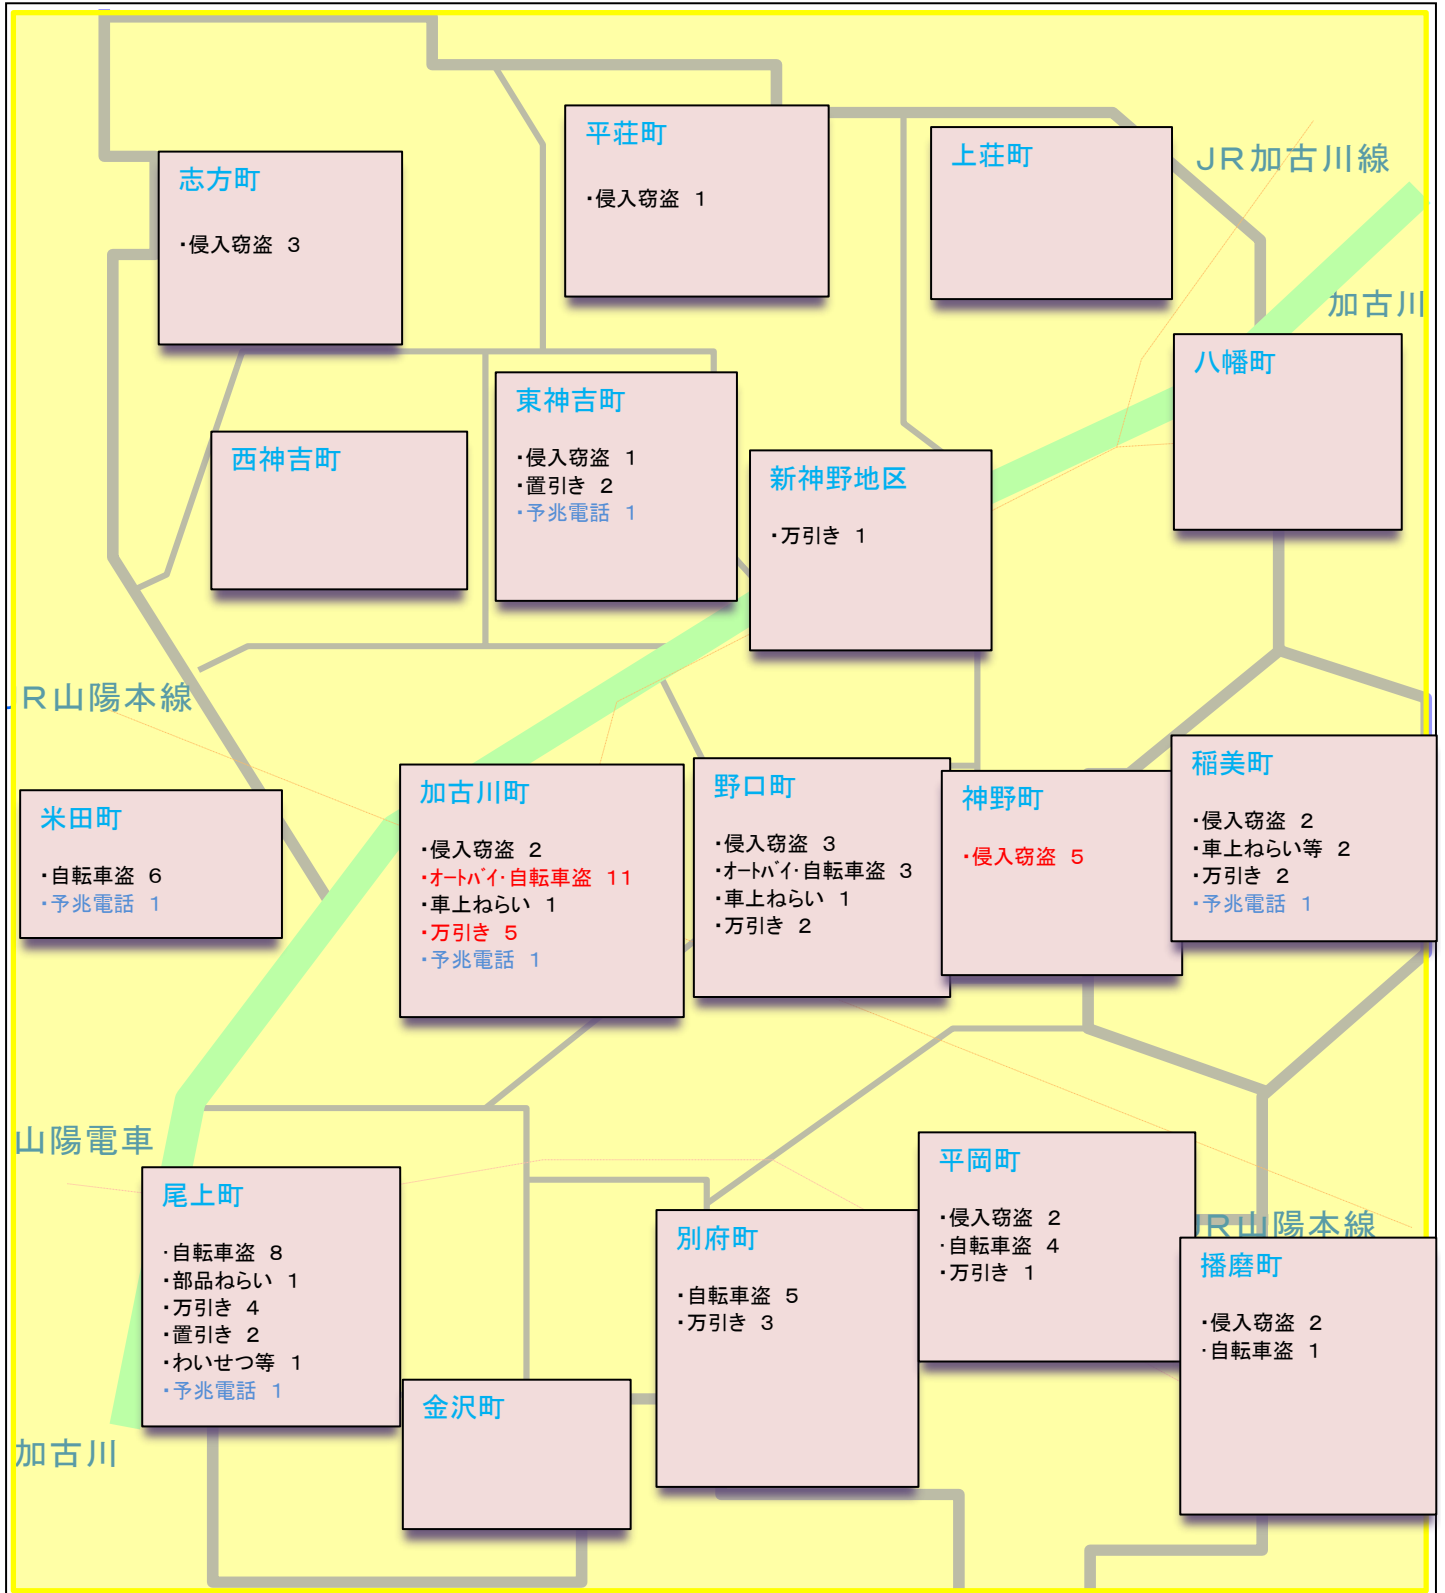 平荘町
・侵入窃盗 1
上荘町
JR加古川線
志方町
・侵入窃盗 3
加古川
八幡町
東神吉町
・侵入窃盗 1
・置引き 2
・予兆電話 1
西神吉町
新神野地区
・万引き 1
JR山陽本線
米田町
・自転車盗 6
・予兆電話 1
加古川町
・侵入窃盗 2
・オートバイ・自転車盗 11
・車上ねらい 1
・万引き 5
・予兆電話 1
野口町
・侵入窃盗 3
・オートバイ・自転車盗 3
・車上ねらい 1
・万引き 2
神野町
・侵入窃盗 5
稲美町
・侵入窃盗 2
・車上ねらい等 2
・万引き 2
・予兆電話 1
山陽電車
尾上町
・自転車盗 8
・部品ねらい 1
・万引き 4
・置引き 2
・わいせつ等 1
・予兆電話 1
加古川
金沢町
別府町
・自転車盗 5
・万引き 3
平岡町
・侵入窃盗 2
・自転車盗 4
・万引き 1
JR山陽本線
播磨町
・侵入窃盗 2
・自転車盗 1